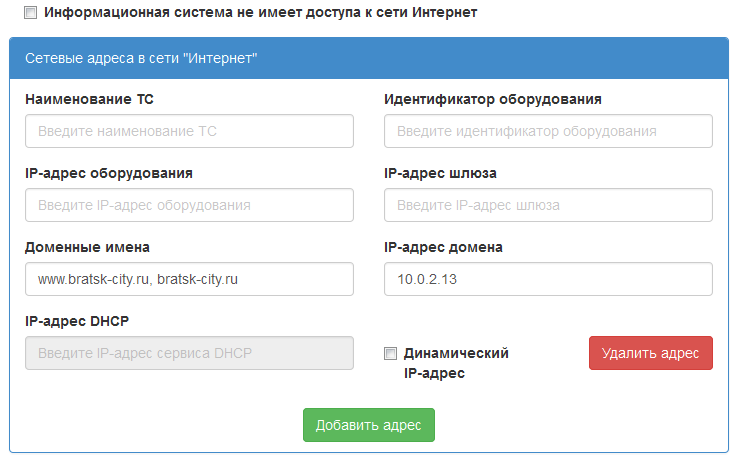 Информационная система не имеет доступа к сети Интернет
Сетевые адреса в сети "Интернет"
Наименование ТС
Идентификатор оборудования
Введите наименование ТС
Введите идентификатор оборудования
IP-адрес оборудования
IP-адрес шлюза
Введите IP-адрес оборудования
Введите IP-адрес шлюза
Доменные имена
IP-адрес домена
www.bratsk-city.ru, bratsk-city.ru
10.0.2.13
IP-адрес DHCP
Введите IP-адрес сервиса DHCP
Динамический
IP-адрес
Удалить адрес
Добавить адрес